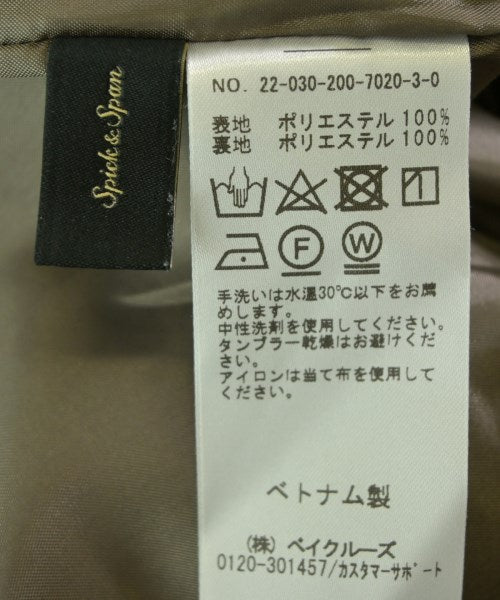 Spick & Span
NO. 22-030-200-7020-3-0
表地 ポリエステル 100%
裏地 ポリエステル 100%
F
W
手洗いは水温30℃以下をお薦
めします。
中性洗剤を使用してください。
タンブラー乾燥はお避けくだ
さい。
アイロンは当て布を使用して
ください。
ベトナム製
(株) ベイクルーズ
0120-301457/カスタマーサポート